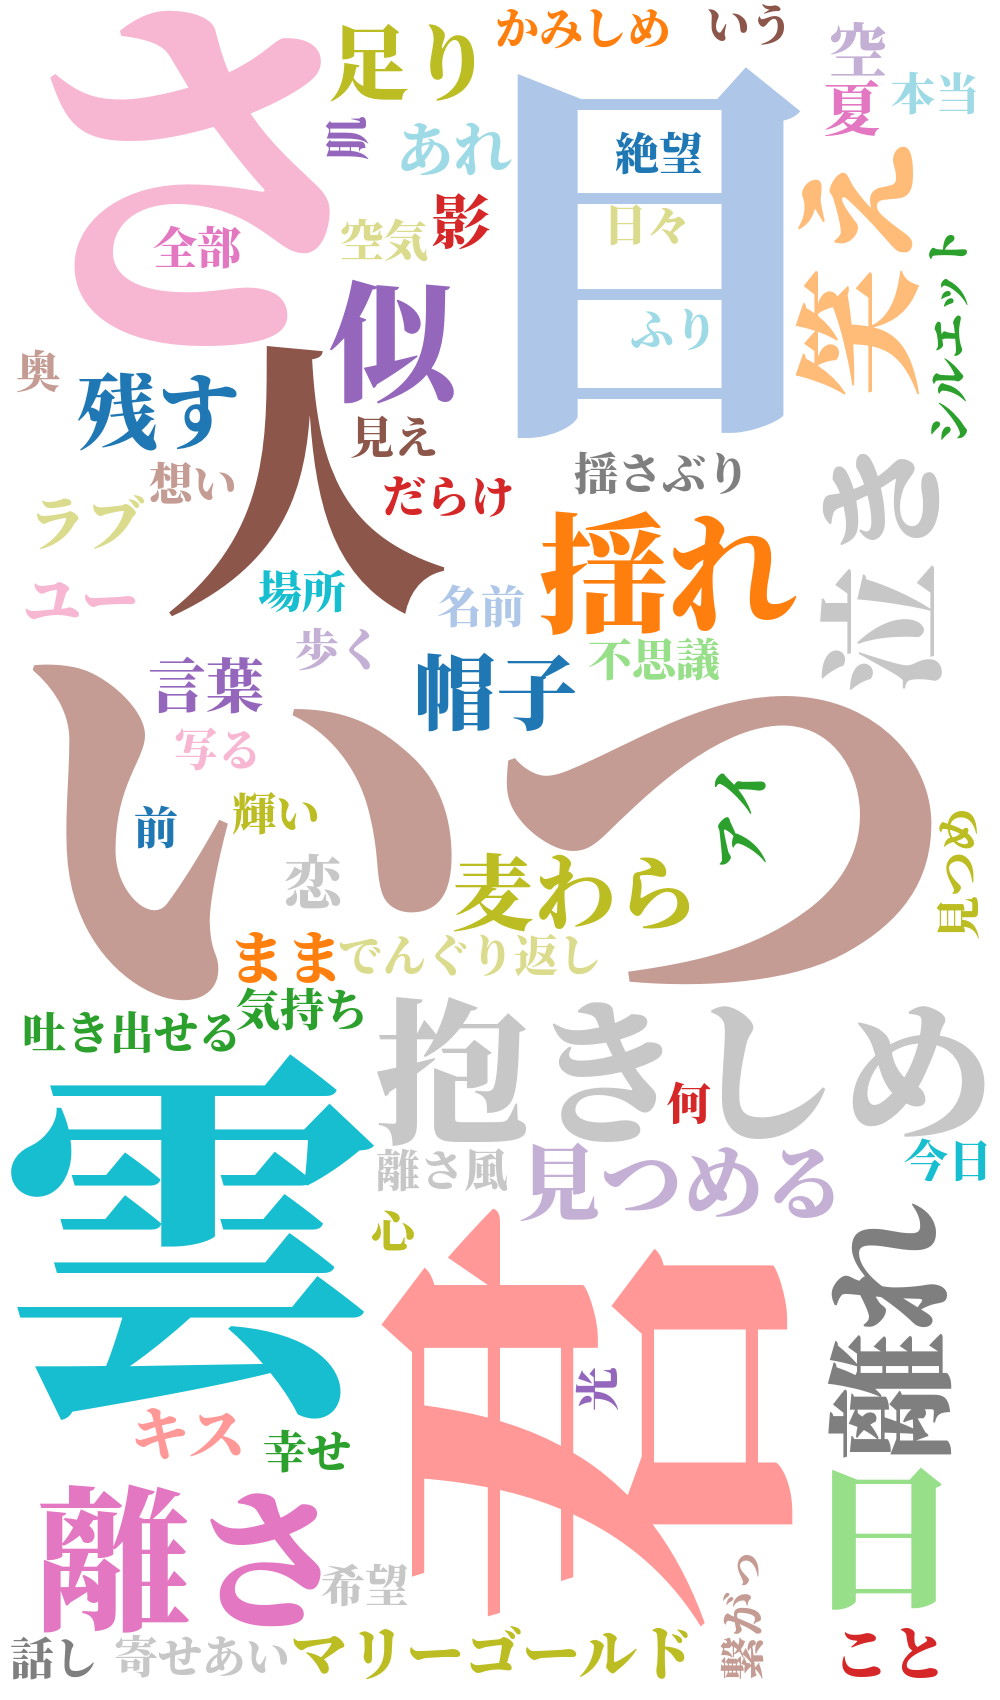 さ
足り
かみしめ
いう
空
夏
本当
肌
あれ
目
絶望
笑え
影
日々
全部
空気
シルエット
似
ふり
奥
残す
人
見え
想い
だらけ
揺さぶり
泣き
ラブ
揺れ
ユー
場所
名前
歩く
不思議
言葉
帽子
いつ
写る
アイ
前
輝い
見つめ
恋
麦わら
まま
でんぐり返し
気持ち
吐き出せる
抱きしめ
雲
何
離さ風
見つめる
今日
心
君
離れ
光
キス
幸せ
日
離さ
希望
繋がっ
話し
寄せあい
マリーゴールド
こと